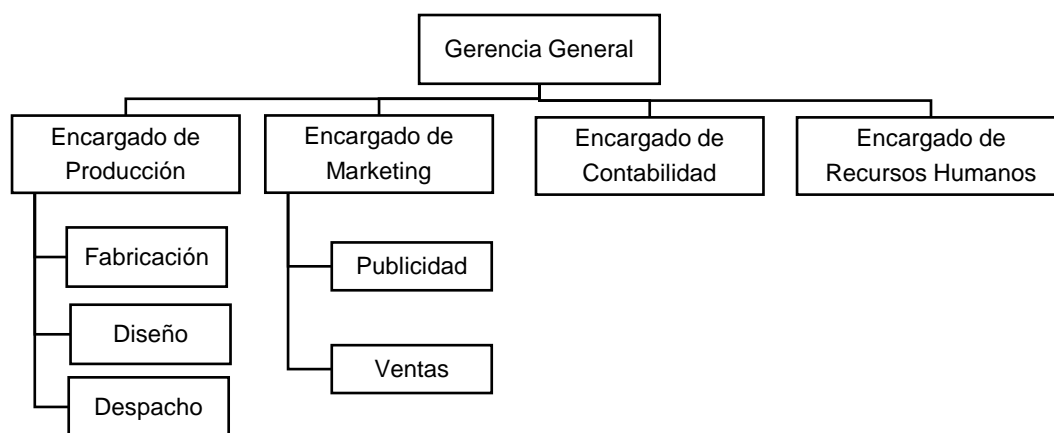 Gerencia General
Encargado de
Producción
Encargado de
Marketing
Encargado de
Contabilidad
Encargado de
Recursos Humanos
Fabricación
Diseño
Despacho
Publicidad
Ventas